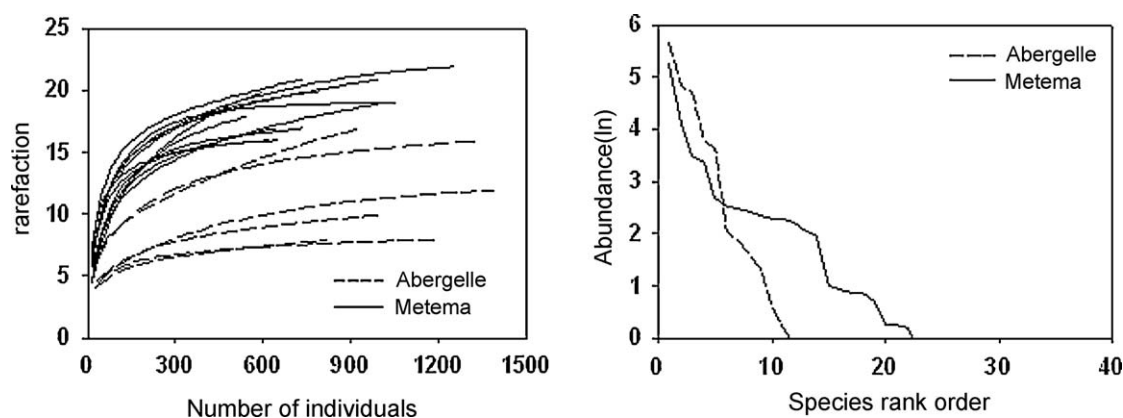 25
20
15
10
5
0
rarefaction
Abergelle
Metema
0 300 600 900 1200 1500
Number of individuals
6
5
4
3
2
1
0
Abundance(ln)
Abergelle
Metema
0 10 20 30 40
Species rank order